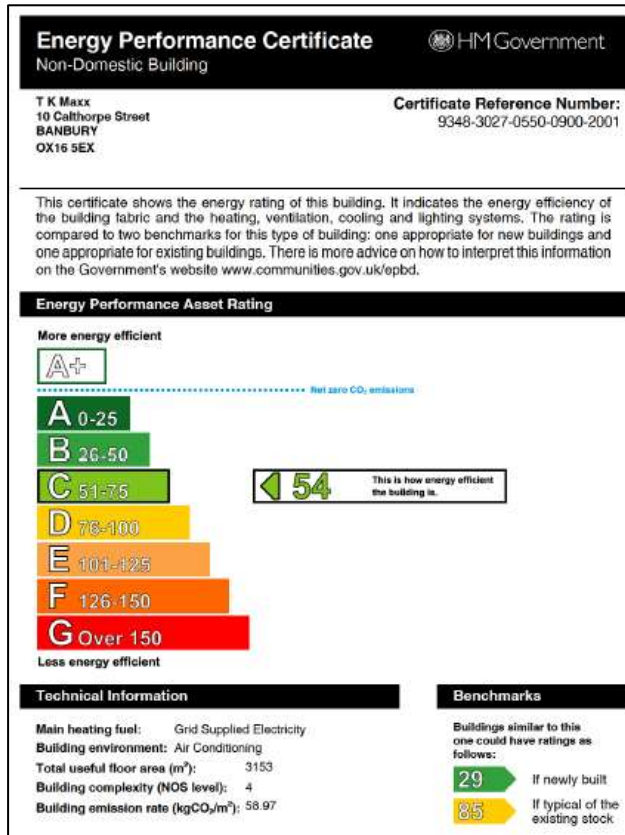 Energy Performance Certificate
HM Government
Non-Domestic Building
T K Maxx
10 Calthorpe Street
BANBURY
OX16 5EX
Certificate Reference Number:
9348-3027-0550-0900-2001
This certificate shows the energy rating of this building. It indicates the energy efficiency of
the building fabric and the heating, ventilation, cooling and lighting systems. The rating is
compared to two benchmarks for this type of building: one appropriate for new buildings and
one appropriate for existing buildings. There is more advice on how to interpret this information
on the Government's website www.communities.gov.uk/epbd.
Energy Performance Asset Rating
More energy efficient
A+
Net zero CO₂ emissions
A 0-25
B 26-50
C 51-75
54
This is how energy efficient
the building is.
D 76-100
E 101-125
F 126-150
G Over 150
Less energy efficient
Technical Information
Main heating fuel: Grid Supplied Electricity
Building environment: Air Conditioning
Total useful floor area (m²): 3153
Building complexity (NOS level): 4
Building emission rate (kgCO₂/m²): 58.97
Benchmarks
Buildings similar to this
one could have ratings as
follows:
29 If newly built
85 If typical of the
existing stock